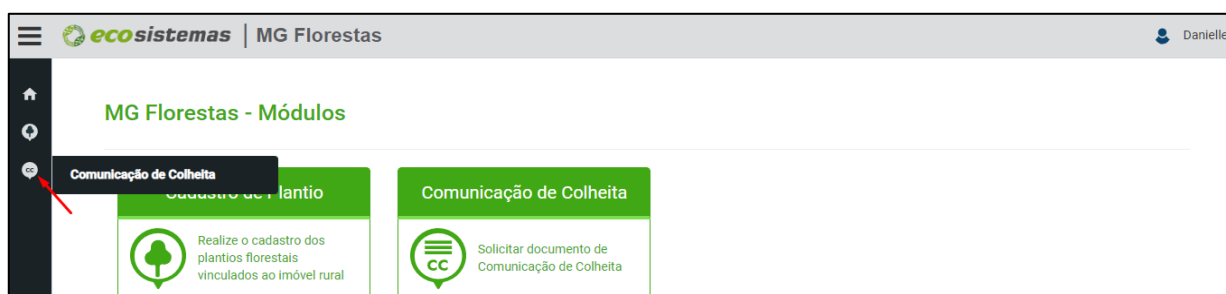 ecosistemas | MG Florestas
Danielle
MG Florestas - Módulos
CC
Comunicação de Colheita
Cadastro de Plantio
Comunicação de Colheita
Realize o cadastro dos
plantios florestais
vinculados ao imóvel rural
CC
Solicitar documento de
Comunicação de Colheita